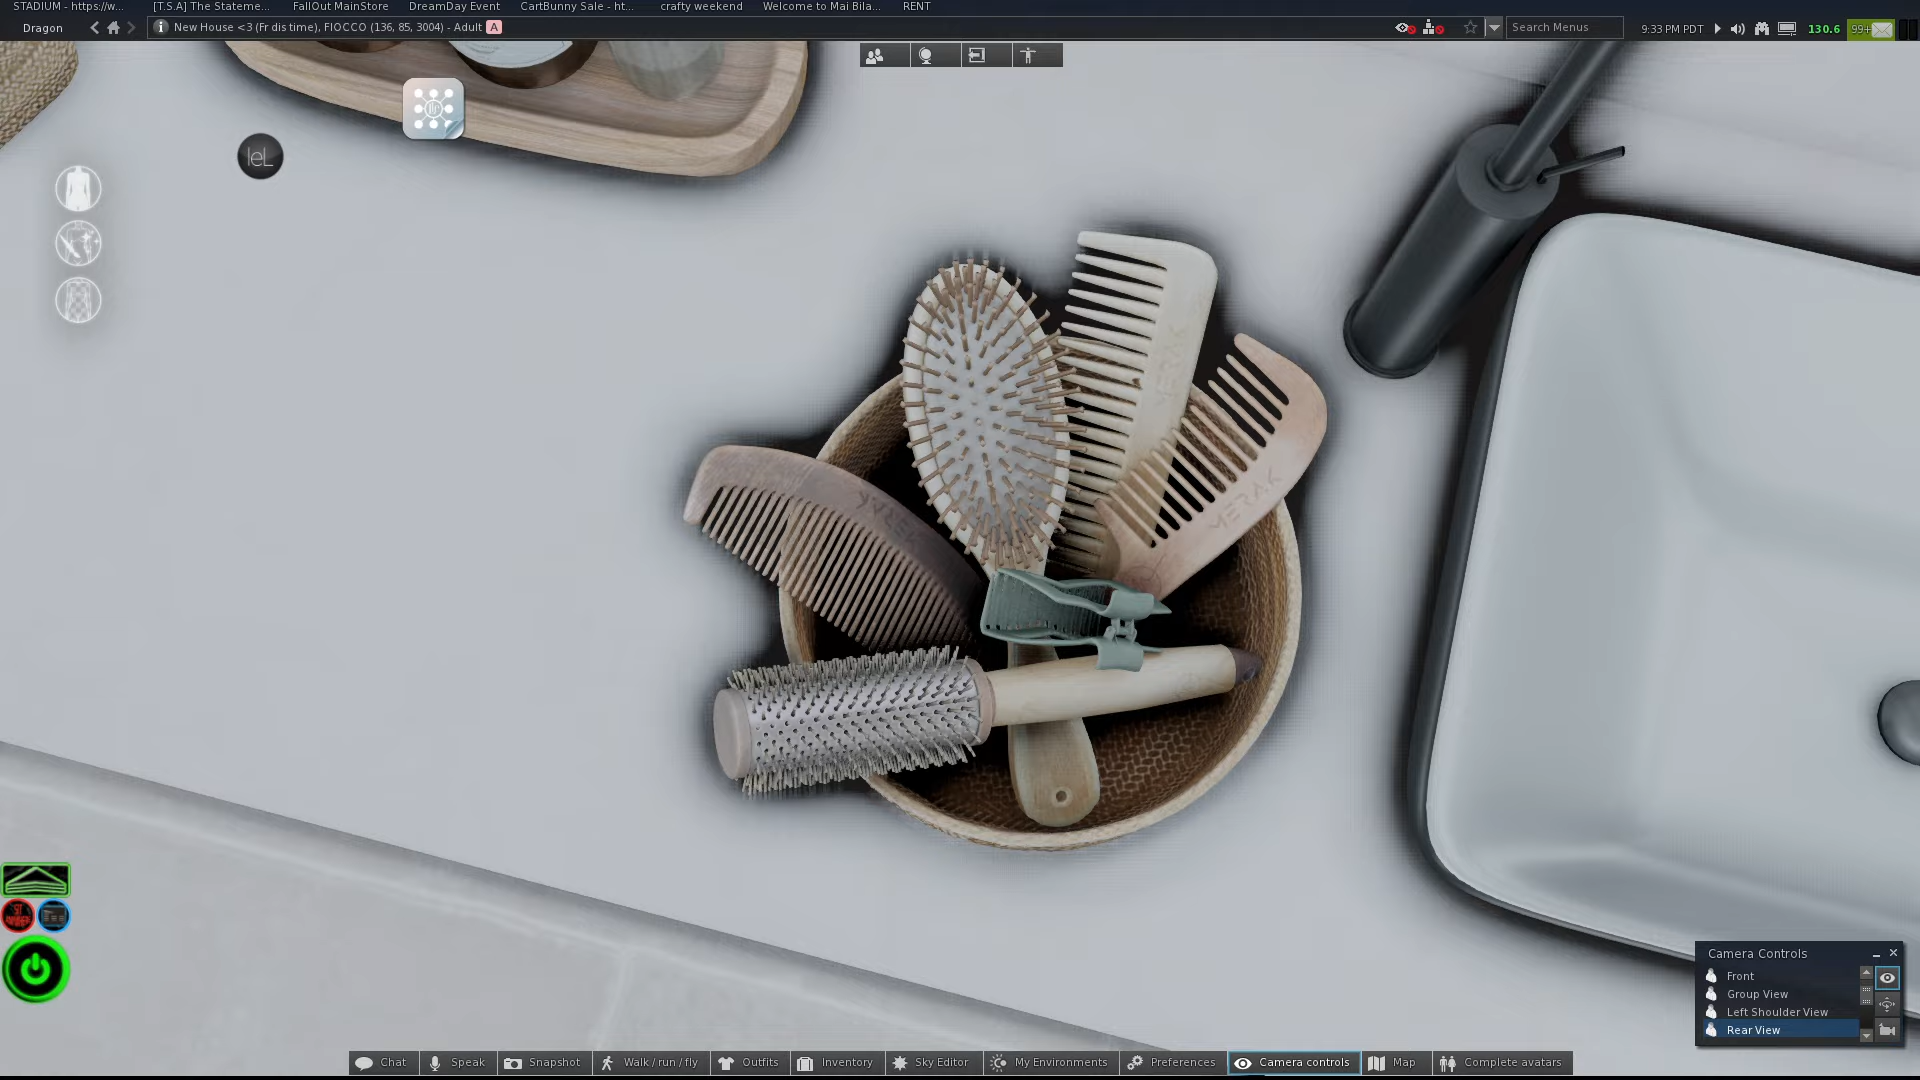 STADIUM - https://w... [T.S.A] The Stateme... FallOut MainStore DreamDay Event CartBunny Sale - ht... crafty weekend Welcome to Mai Bila... RENT
Dragon New House <3 (Fr dis time), FIOCCO (136, 85, 3004) - Adult A Search Menus 9:33 PM PDT 130.6 99+
leL
MERAK
MERAK
MERAK
Camera Controls
Front
Group View
Left Shoulder View
Rear View
Chat Speak Snapshot Walk / run / fly Outfits Inventory Sky Editor My Environments Preferences Camera controls Map Complete avatars